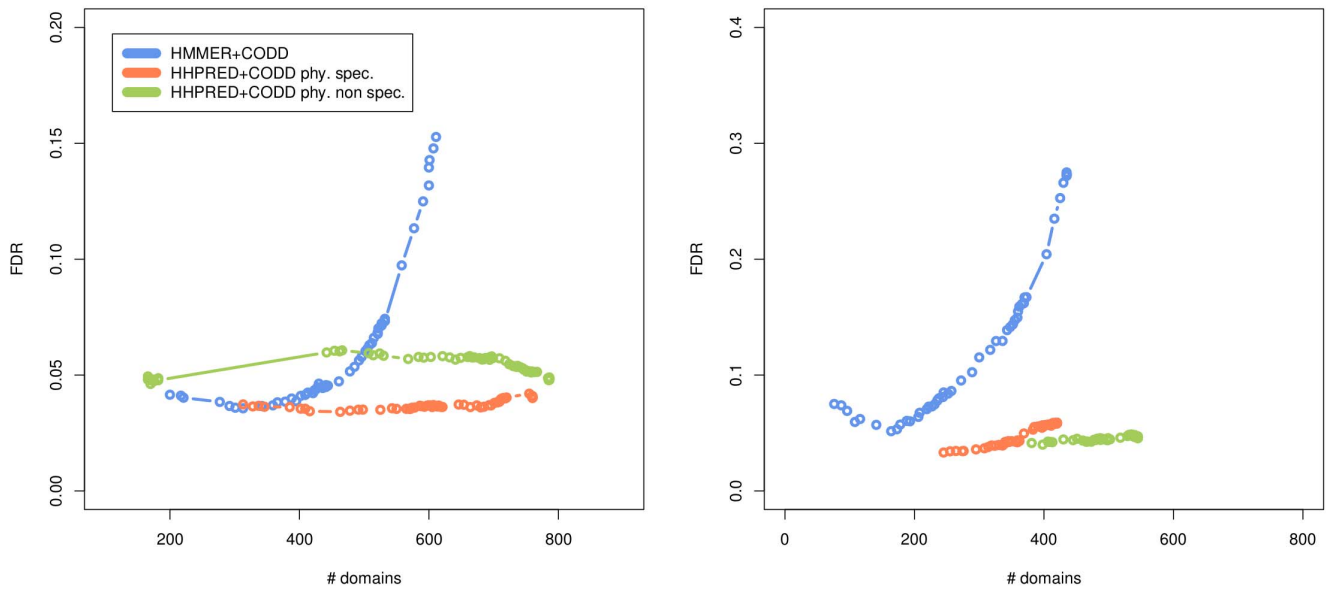 0.20
0.15
0.10
0.05
0.00
FDR
HMMER+CODD
HHPRED+CODD phy. spec.
HHPRED+CODD phy. non spec.
200 400 600 800
# domains
0.4
0.3
0.2
0.1
0.0
FDR
0 200 400 600 800
# domains